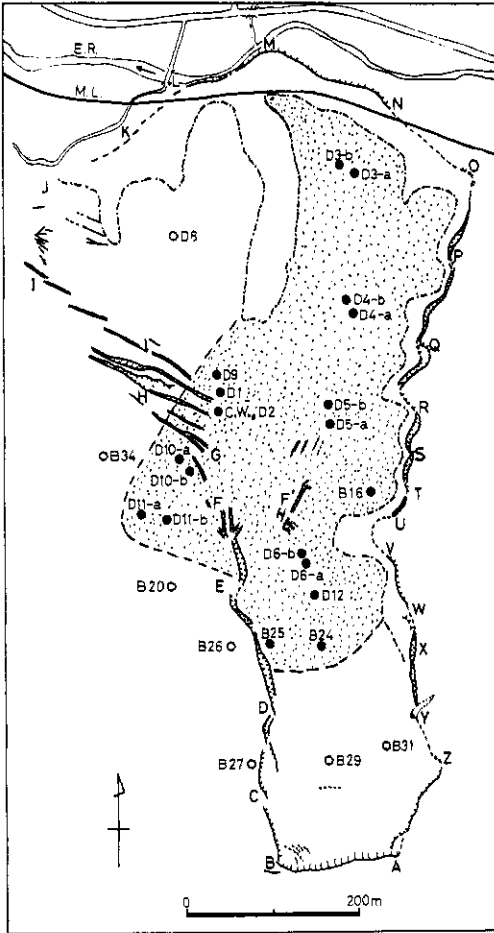 E.R.
M
M.L.
N
K
O
D3-b
D3-a
J
I
D8
P
I
D4-b
D4-a
I
Q
D9
D1
H
C.W., D2
D5-b
D5-a
R
G
B34
D10-a
D10-b
S
F
F
B16
T
D11-a
D11-b
U
H
D6-b
D6-a
V
B20
E
D12
W
B26
B25
B24
X
D
Y
B27
B29
B31
Z
C
B
A
0
200m